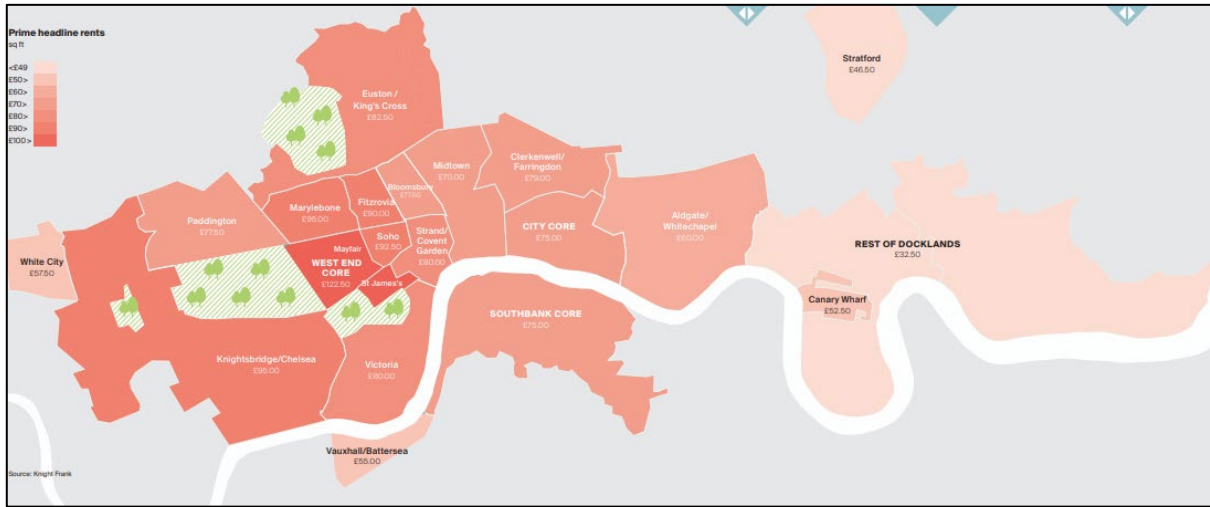 Prime headline rents
sq ft
<£49
£50>
£60>
£70>
£80>
£90>
£100 >
Stratford
£46.50
Euston /
King's Cross
£82.50
Midtown
£70.00
Clerkenwell/
Farringdon
£79.00
Bloomsbury
£77.50
Marylebone
£95.00
Fitzrovia
£90.00
Paddington
£77.50
Soho
£92.50
Strand/
Covent
Garden
£80.00
CITY CORE
£75.00
Aldgate/
Whitechapel
£60.00
White City
£57.50
Mayfair
WEST END
CORE
£122.50
St James's
REST OF DOCKLANDS
£32.50
Canary Wharf
£52.50
SOUTHBANK CORE
£75.00
Knightsbridge/Chelsea
£95.00
Victoria
£80.00
Vauxhall/Battersea
£55.00
Source: Knight Frank